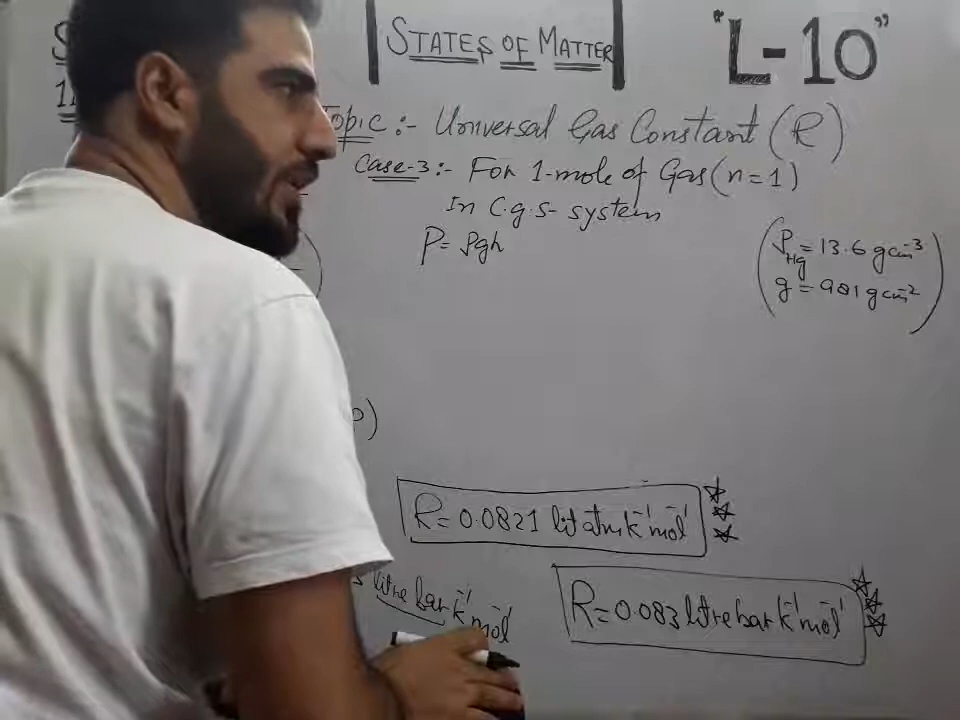 STATES OF MATTER
"L-10"
Topic:- Universal Gas Constant (R)
Case-3:- For 1-mole of Gas (n=1)
In C.g.s- system
P= ρgh
ρHg = 13.6 g cm⁻³
g = 981 g cm⁻²
R= 0.0821 lit atm k⁻¹ mol⁻¹
litre bar k⁻¹ mol⁻¹
R= 0.083 litre bar k⁻¹ mol⁻¹